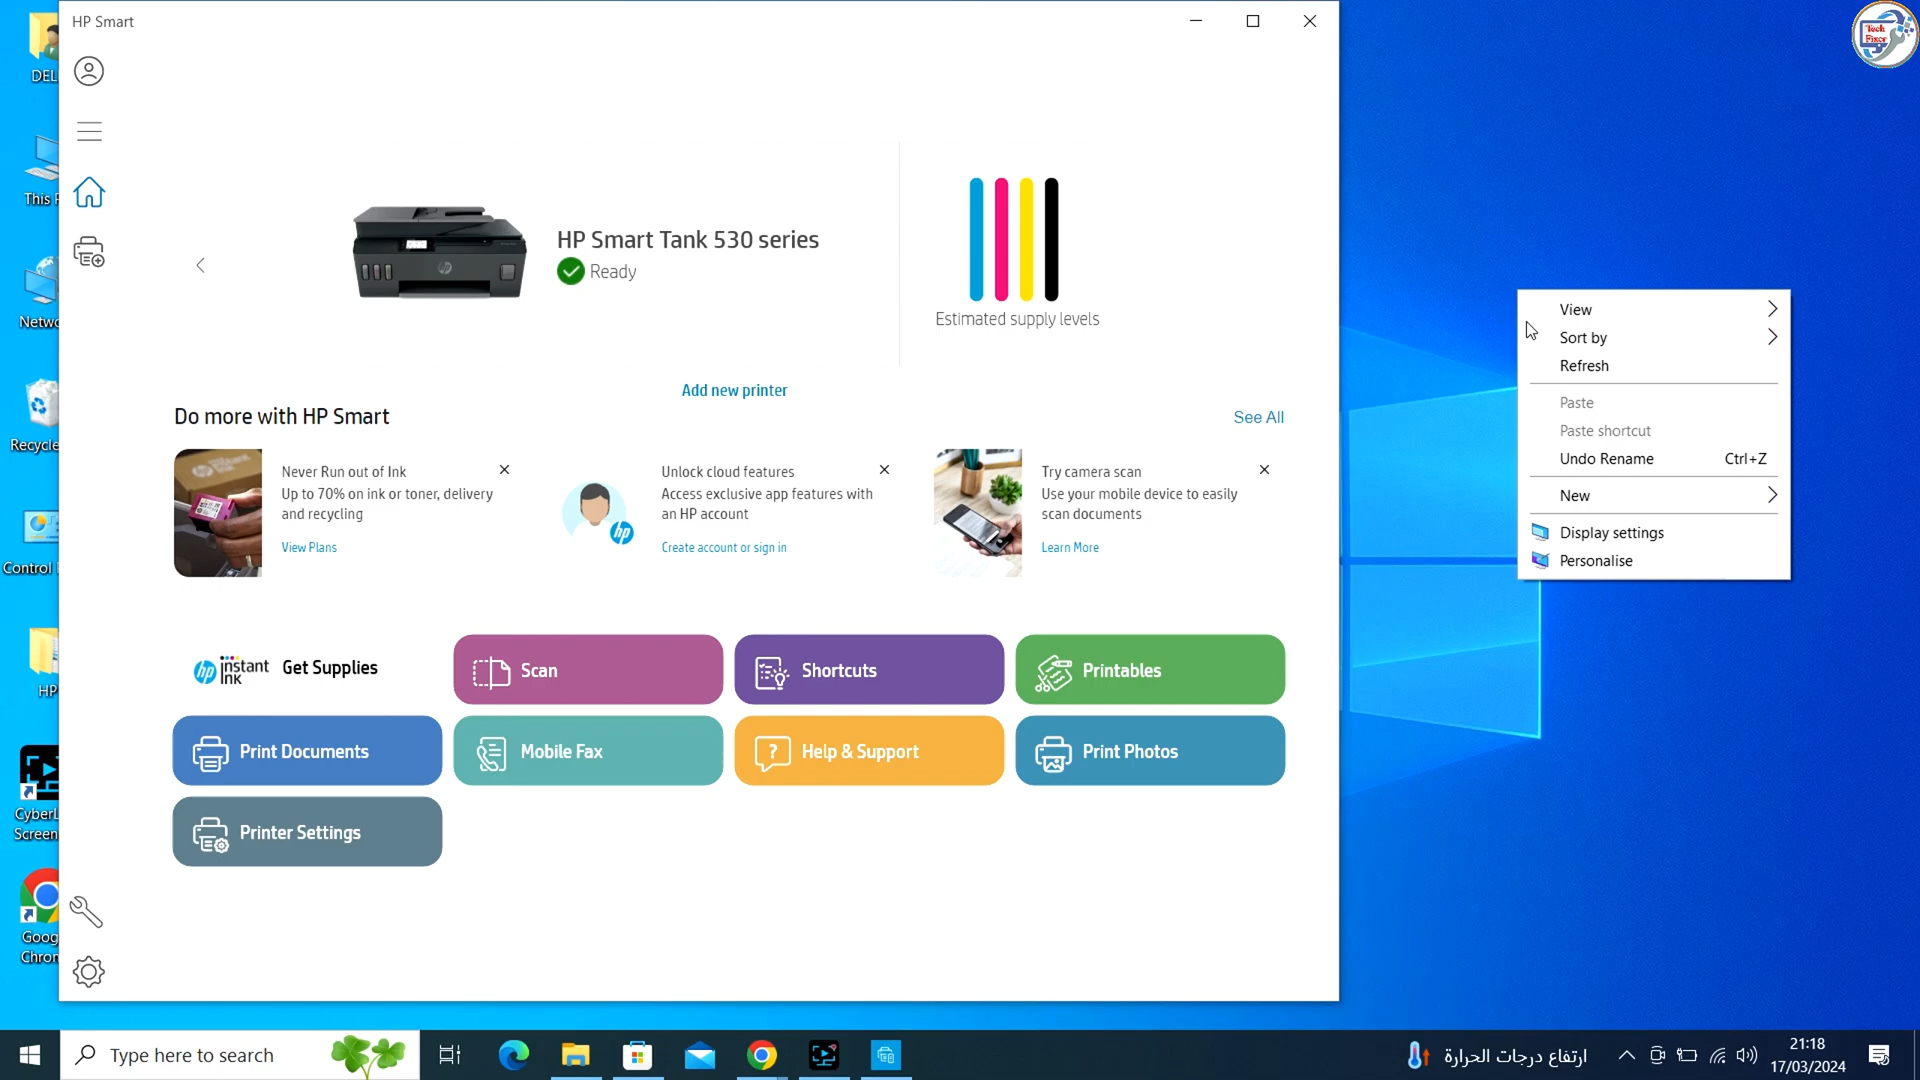 HP Smart
Tech
Fixer
DEL
This P
Netwo
Recycle
Control
HP
CyberL
Screen
Goog
Chron
HP Smart Tank 530 series
Ready
Estimated supply levels
Add new printer
Do more with HP Smart
See All
Never Run out of Ink
Up to 70% on ink or toner, delivery
and recycling
View Plans
Unlock cloud features
Access exclusive app features with
an HP account
Create account or sign in
Try camera scan
Use your mobile device to easily
scan documents
Learn More
hp instant ink Get Supplies
Scan
Shortcuts
Printables
Print Documents
Mobile Fax
Help & Support
Print Photos
Printer Settings
View
Sort by
Refresh
Paste
Paste shortcut
Undo Rename Ctrl+Z
New
Display settings
Personalise
Type here to search
ارتفاع درجات الحرارة
21:18
17/03/2024